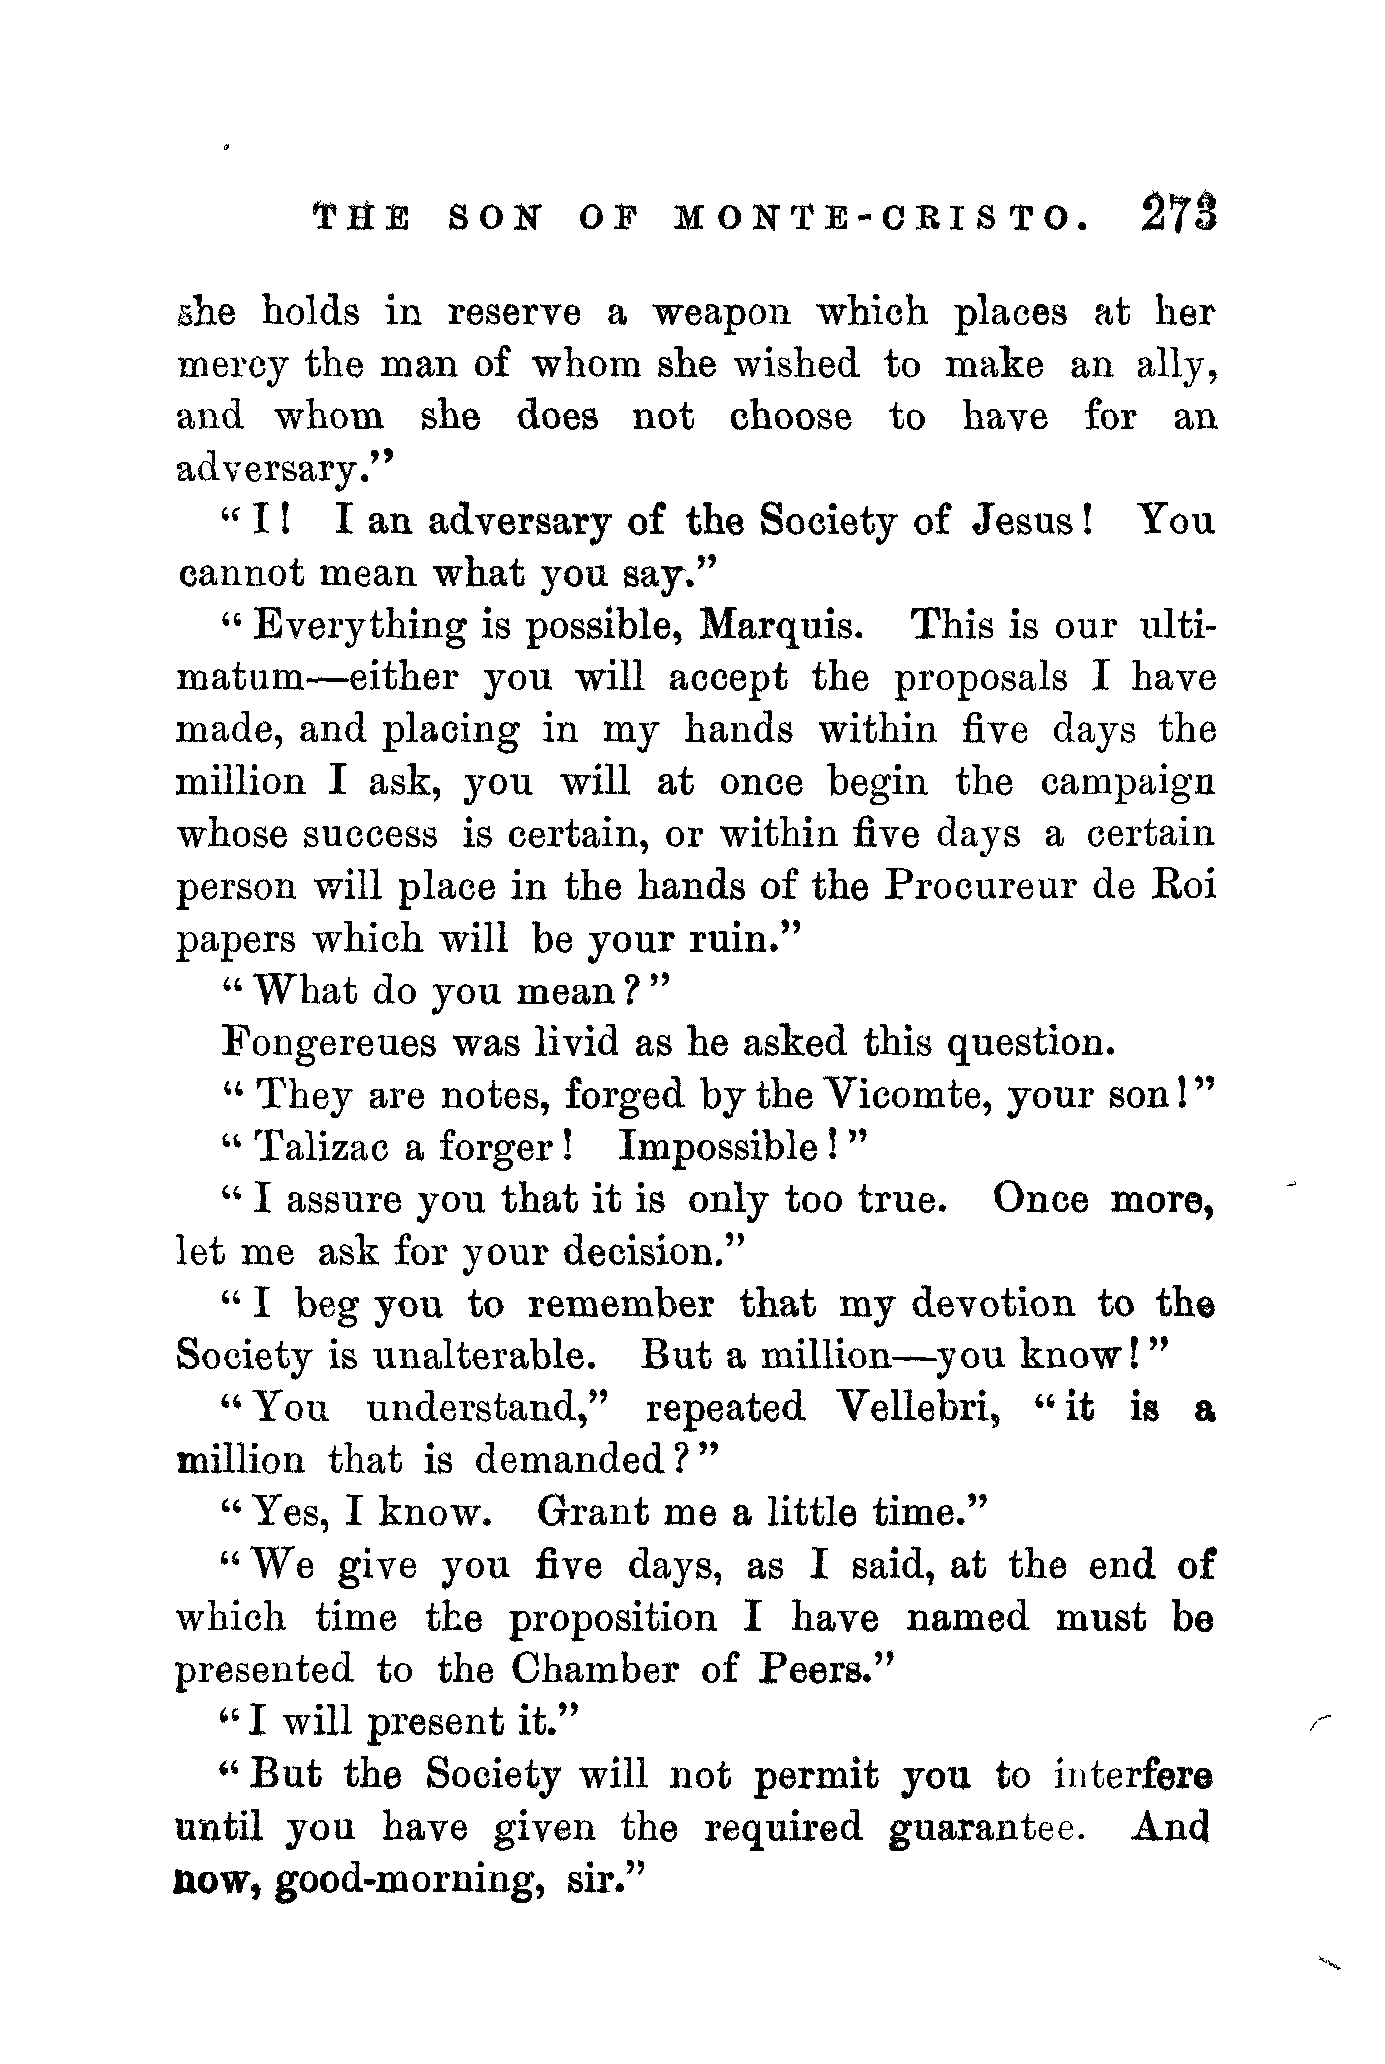 THE SON OF MONTE-CRISTO. 273
she holds in reserve a weapon which places at her
mercy the man of whom she wished to make an ally,
and whom she does not choose to have for an
adversary."
"I! I an adversary of the Society of Jesus! You
cannot mean what you say."
"Everything is possible, Marquis. This is our ulti-
matum—either you will accept the proposals I have
made, and placing in my hands within five days the
million I ask, you will at once begin the campaign
whose success is certain, or within five days a certain
person will place in the hands of the Procureur de Roi
papers which will be your ruin."
"What do you mean?"
Fongereues was livid as he asked this question.
"They are notes, forged by the Vicomte, your son!"
"Talizac a forger! Impossible!"
"I assure you that it is only too true. Once more,
let me ask for your decision."
"I beg you to remember that my devotion to the
Society is unalterable. But a million—you know!"
"You understand," repeated Vellebri, "it is a
million that is demanded?"
"Yes, I know. Grant me a little time."
"We give you five days, as I said, at the end of
which time the proposition I have named must be
presented to the Chamber of Peers."
"I will present it."
"But the Society will not permit you to interfere
until you have given the required guarantee. And
now, good-morning, sir."